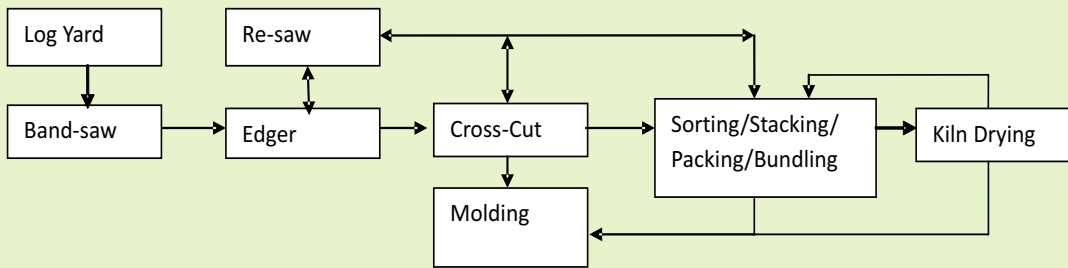 Log Yard
Re-saw
Band-saw
Edger
Cross-Cut
Sorting/Stacking/
Packing/Bundling
Kiln Drying
Molding